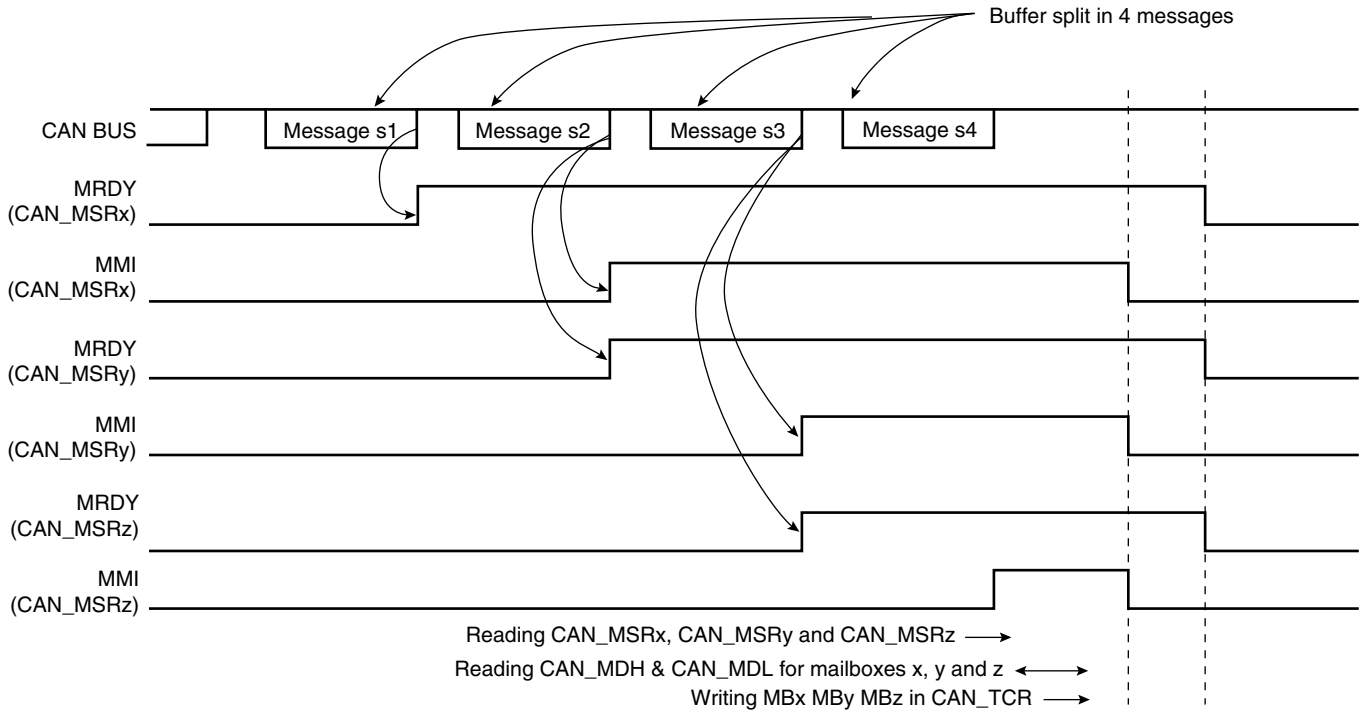 Buffer split in 4 messages
CAN BUS
Message s1
Message s2
Message s3
Message s4
MRDY
(CAN_MSRx)
MMI
(CAN_MSRx)
MRDY
(CAN_MSRy)
MMI
(CAN_MSRy)
MRDY
(CAN_MSRz)
MMI
(CAN_MSRz)
Reading CAN_MSRx, CAN_MSRy and CAN_MSRz
Reading CAN_MDH & CAN_MDL for mailboxes x, y and z
Writing MBx MBy MBz in CAN_TCR